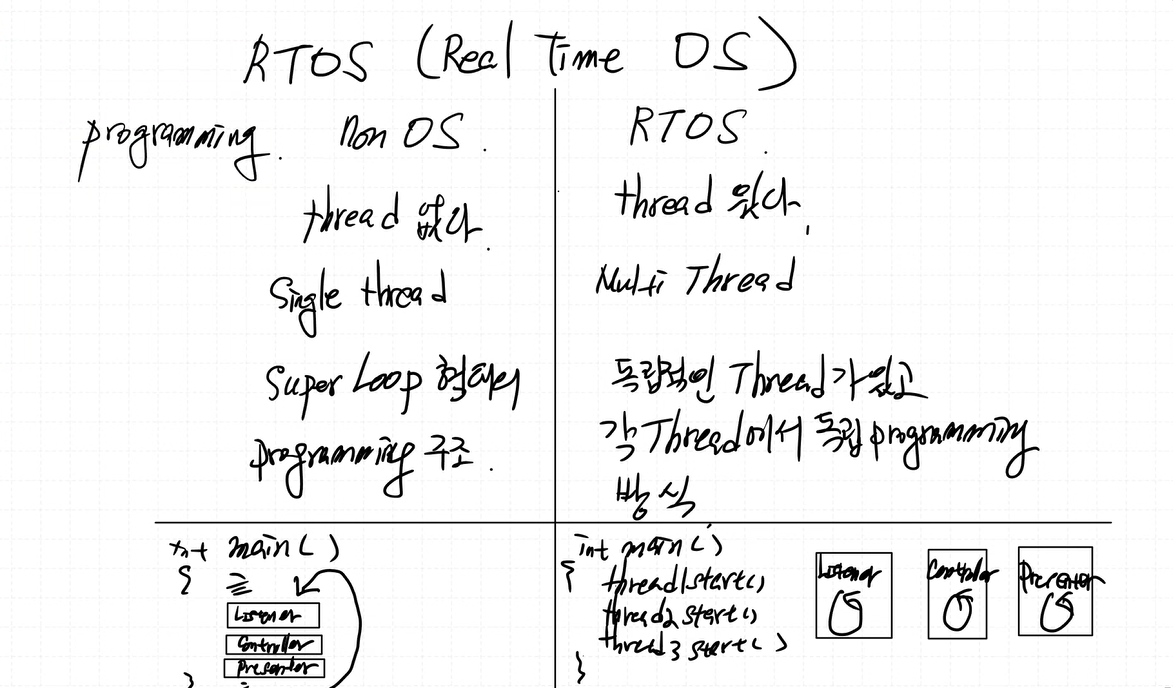 RTOS (Real Time OS)
programming. Non OS.
thread 없다.
Single thread
Super Loop 형태의
programming 구조.
RTOS.
thread 있다.
Multi Thread
독립적인 Thread가 있고
각 Thread에서 독립 programming
방식
int main()
{
Listener
Controller
Presenter
}
int main()
{
thread1 start()
thread2 start()
thread3 start()
}
Listener
Controller
Presenter